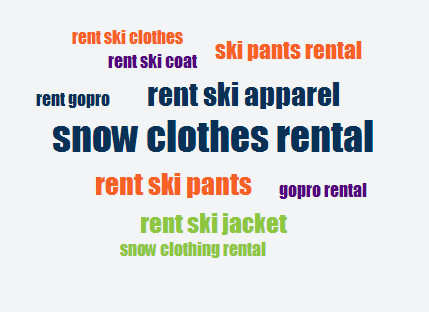 rent ski clothes
ski pants rental
rent ski coat
rent gopro
rent ski apparel
snow clothes rental
rent ski pants
gopro rental
rent ski jacket
snow clothing rental